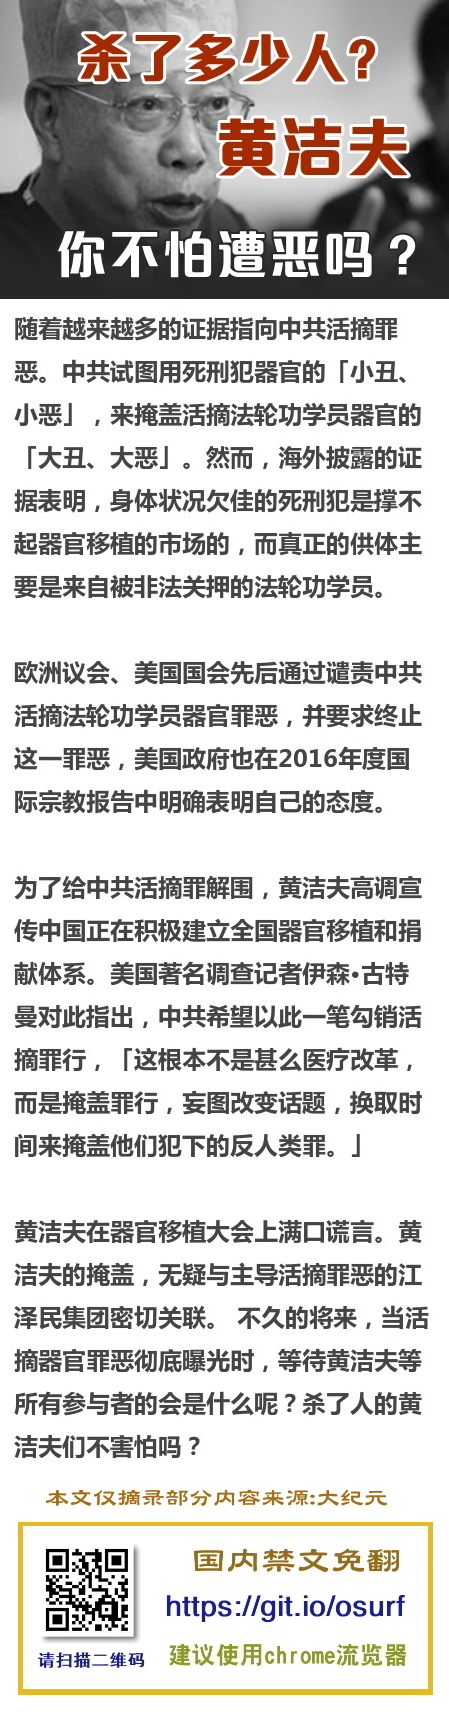 杀了多少人?
黄洁夫
你不怕遭恶吗？
随着越来越多的证据指向中共活摘罪
恶。中共试图用死刑犯器官的「小丑、
小恶」，来掩盖活摘法轮功学员器官的
「大丑、大恶」。然而，海外披露的证
据表明，身体状况欠佳的死刑犯是撑不
起器官移植的市场的，而真正的供体主
要是来自被非法关押的法轮功学员。
欧洲议会、美国国会先后通过谴责中共
活摘法轮功学员器官罪恶，并要求终止
这一罪恶，美国政府也在2016年度国
际宗教报告中明确表明自己的态度。
为了给中共活摘罪解围，黄洁夫高调宣
传中国正在积极建立全国器官移植和捐
献体系。美国著名调查记者伊森•古特
曼对此指出，中共希望以此一笔勾销活
摘罪行，「这根本不是甚么医疗改革，
而是掩盖罪行，妄图改变话题，换取时
间来掩盖他们犯下的反人类罪。」
黄洁夫在器官移植大会上满口谎言。黄
洁夫的掩盖，无疑与主导活摘罪恶的江
泽民集团密切关联。 不久的将来，当活
摘器官罪恶彻底曝光时，等待黄洁夫等
所有参与者的会是什么呢？杀了人的黄
洁夫们不害怕吗？
本文仅摘录部分内容来源:大纪元
国内禁文免翻
https://git.io/osurf
请扫描二维码
建议使用chrome流览器